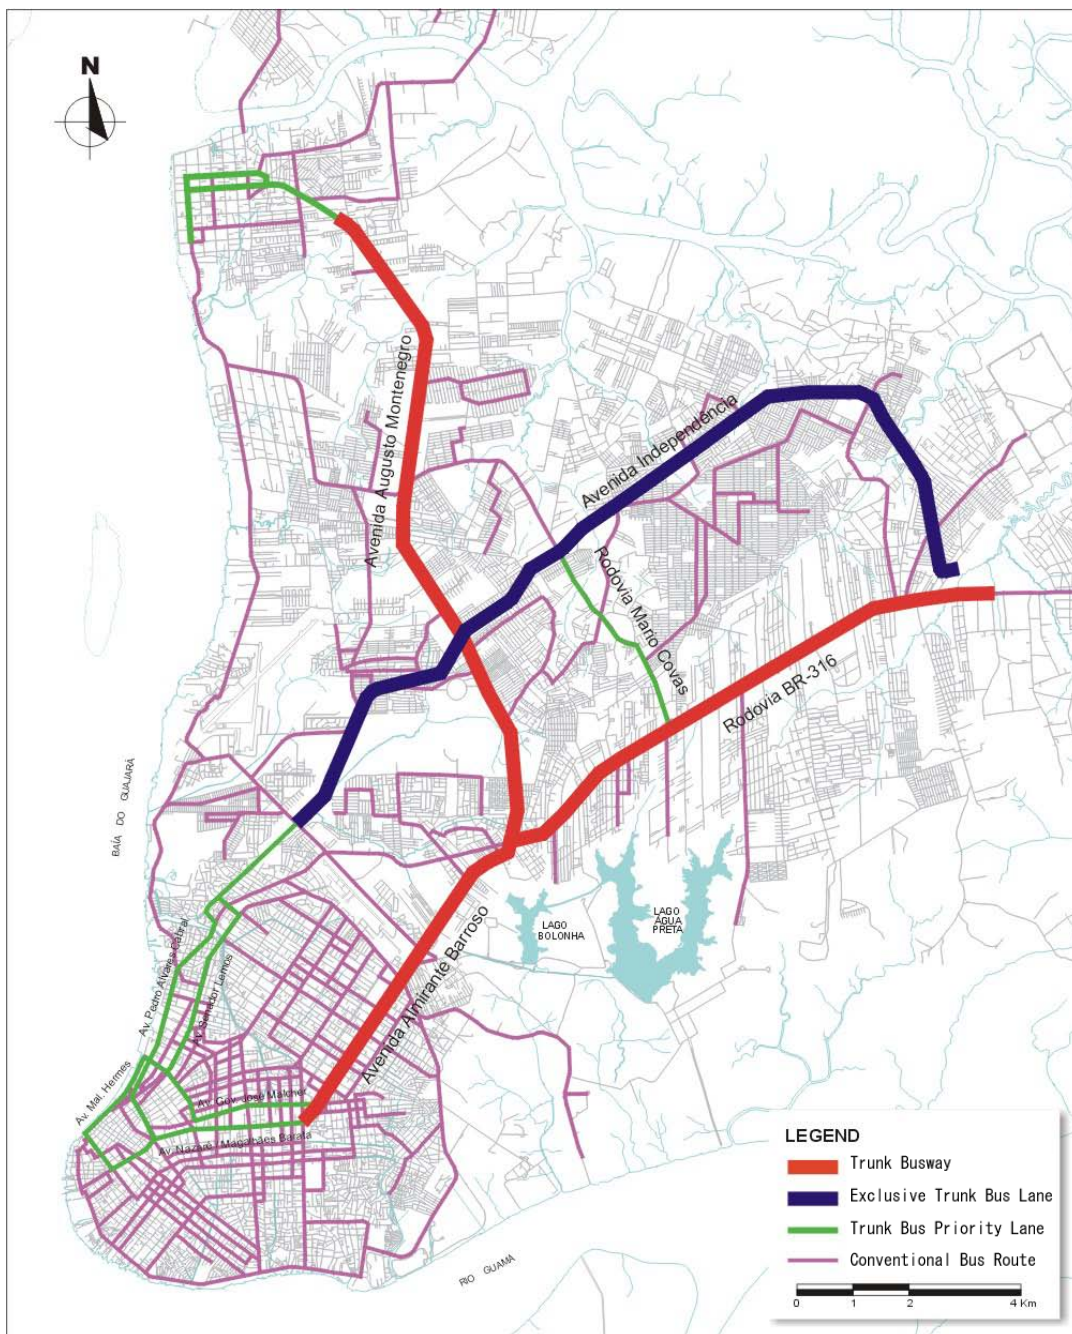 N
Avenida Augusto Montenegro
Avenida Independência
Rodovia Mario Covas
Rodovia BR-316
BAÍA DO GUAJARÁ
LAGO
BOLONHA
LAGO
ÁGUA
PRETA
Av. Pedro Alvares Cabral
Av. Senador Lemos
Avenida Almirante Barroso
Av. Mal. Hermes
Av. Gov. José Malcher
Av. Nazaré / Magalhães Barata
RIO GUAMÁ
LEGEND
Trunk Busway
Exclusive Trunk Bus Lane
Trunk Bus Priority Lane
Conventional Bus Route
0 1 2 4 Km